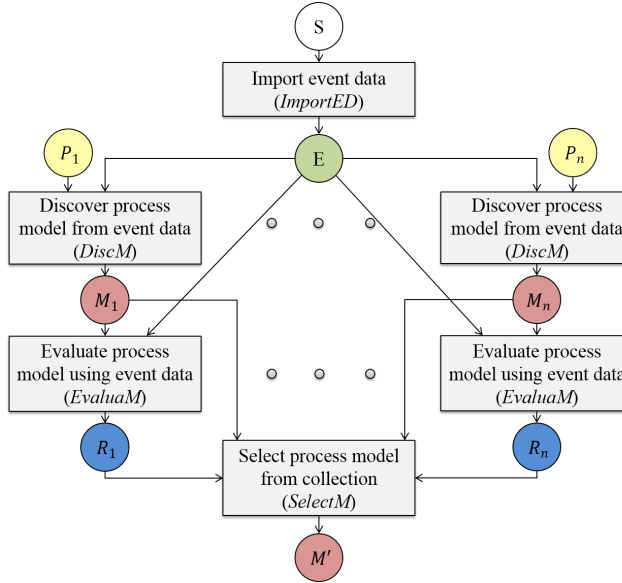 S
Import event data
(ImportED)
E
P₁
Pₙ
Discover process
model from event data
(DiscM)
Discover process
model from event data
(DiscM)
M₁
Mₙ
Evaluate process
model using event data
(EvaluaM)
Evaluate process
model using event data
(EvaluaM)
R₁
Rₙ
Select process model
from collection
(SelectM)
M′